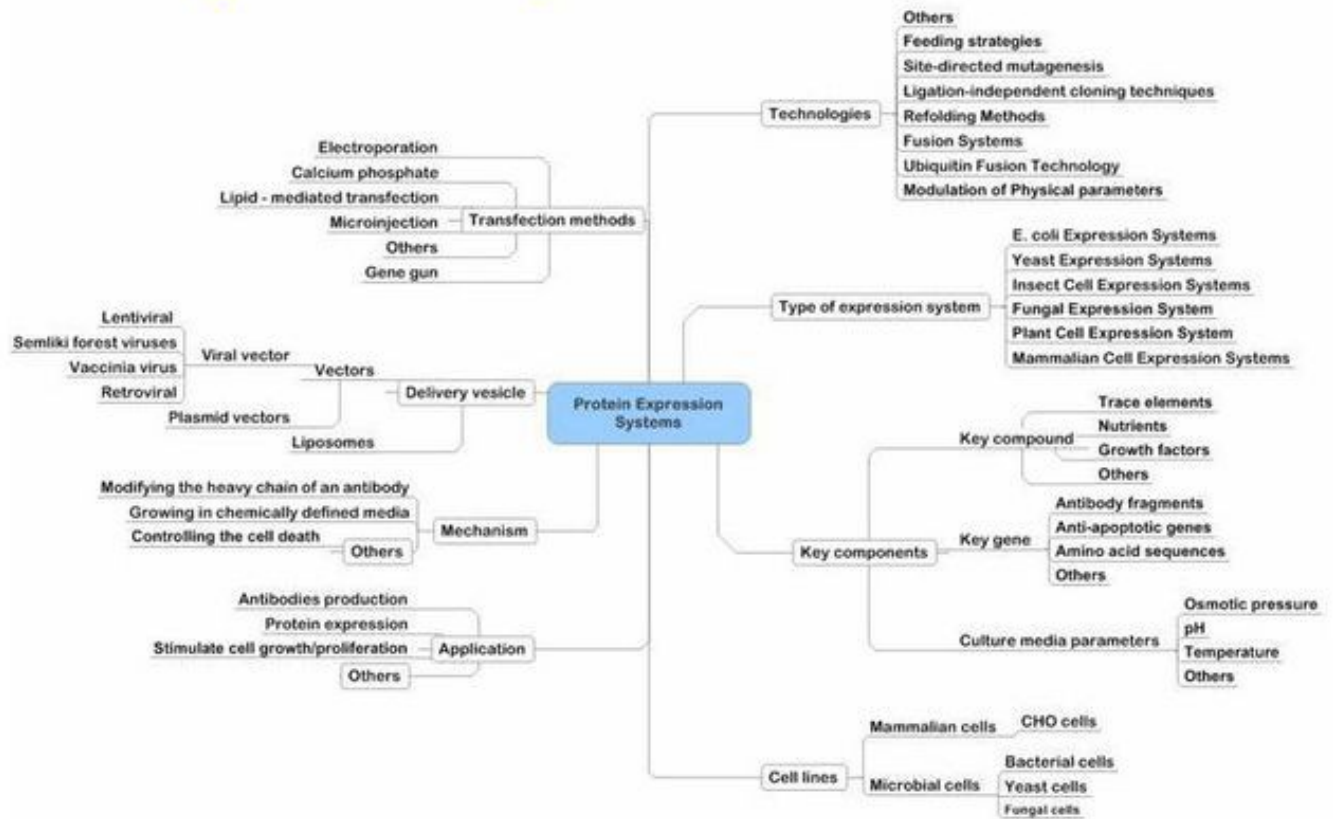 Others
Feeding strategies
Site-directed mutagenesis
Ligation-independent cloning techniques
Technologies
Refolding Methods
Fusion Systems
Ubiquitin Fusion Technology
Modulation of Physical parameters
Electroporation
Calcium phosphate
Lipid - mediated transfection
Transfection methods
Microinjection
Others
Gene gun
E. coli Expression Systems
Yeast Expression Systems
Insect Cell Expression Systems
Type of expression system
Fungal Expression System
Plant Cell Expression System
Mammalian Cell Expression Systems
Lentiviral
Semliki forest viruses
Viral vector
Vaccinia virus
Retroviral
Vectors
Plasmid vectors
Delivery vesicle
Liposomes
Protein Expression
Systems
Trace elements
Key compound
Nutrients
Growth factors
Others
Modifying the heavy chain of an antibody
Growing in chemically defined media
Mechanism
Controlling the cell death
Others
Key components
Key gene
Antibody fragments
Anti-apoptotic genes
Amino acid sequences
Others
Antibodies production
Protein expression
Stimulate cell growth/proliferation
Application
Others
Culture media parameters
Osmotic pressure
pH
Temperature
Others
Cell lines
Mammalian cells
CHO cells
Microbial cells
Bacterial cells
Yeast cells
Fungal cells